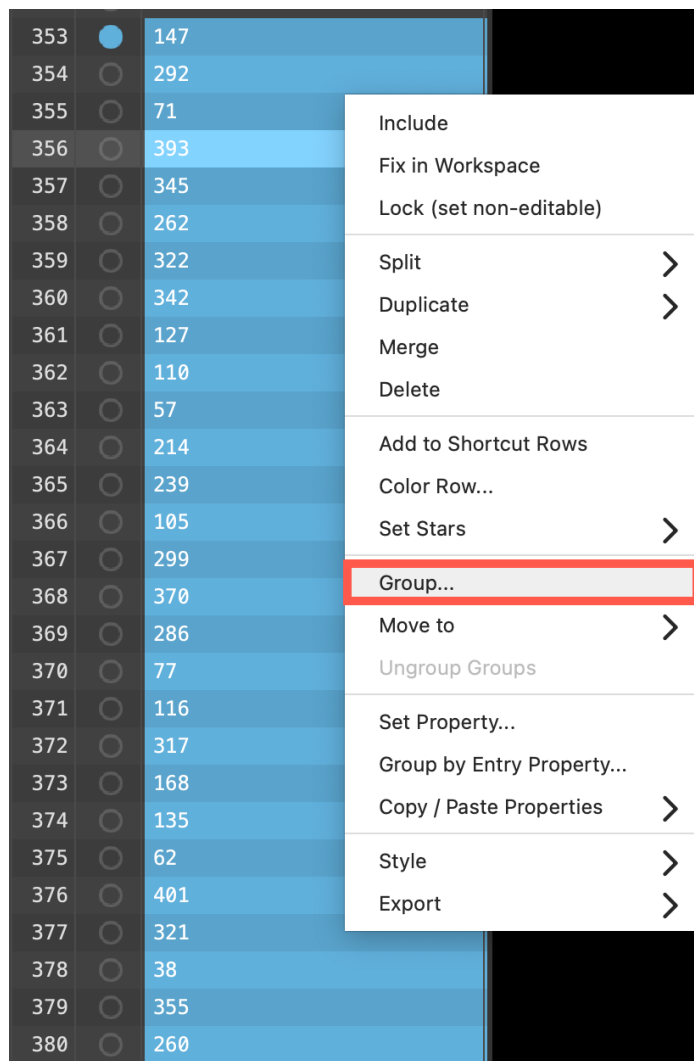 353 147
354 292
355 71
356 393
357 345
358 262
359 322
360 342
361 127
362 110
363 57
364 214
365 239
366 105
367 299
368 370
369 286
370 77
371 116
372 317
373 168
374 135
375 62
376 401
377 321
378 38
379 355
380 260
Include
Fix in Workspace
Lock (set non-editable)
Split
Duplicate
Merge
Delete
Add to Shortcut Rows
Color Row...
Set Stars
Group...
Move to
Ungroup Groups
Set Property...
Group by Entry Property...
Copy / Paste Properties
Style
Export